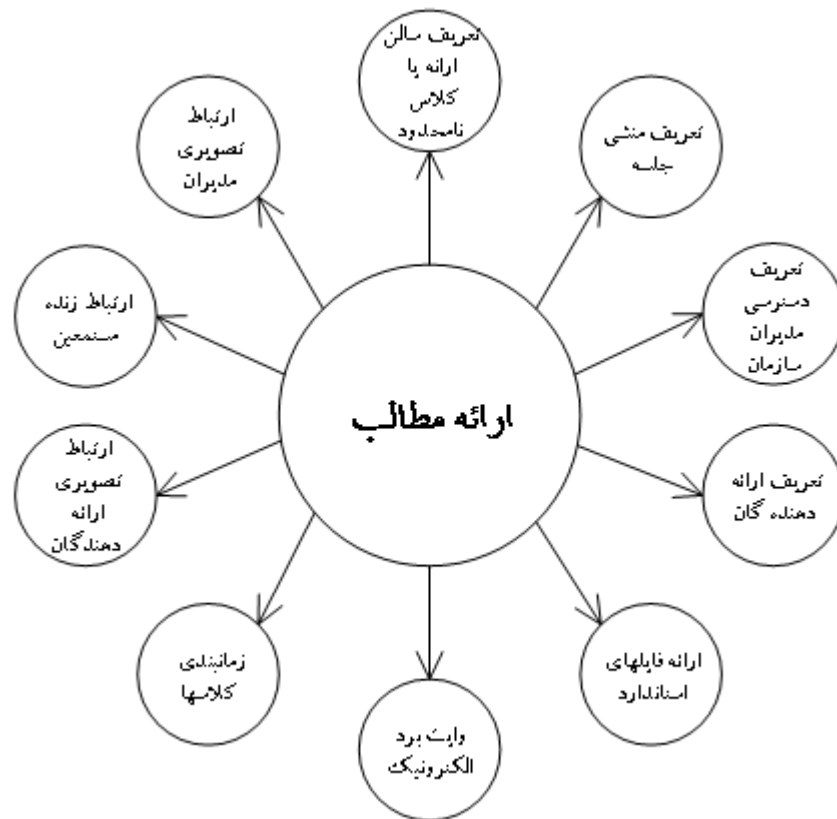 تعریف سالن
ارائه یا
کلاس
نامحدود
تعریف منشی
جلسه
تعریف
دسترسی
مدیران
سازمان
تعریف ارائه
دهنده گان
ارائه فایلهای
استاندارد
وایت برد
الکترونیک
زمانبندی
کلاسها
ارتباط
تصویری
ارائه
دهندگان
ارتباط زنده
مستمعین
ارتباط
تصویری
مدیران
ارائه مطالب